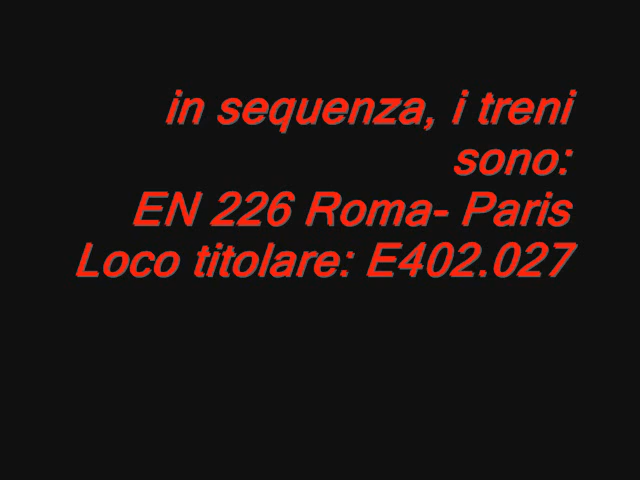 in sequenza, i treni
sono:
EN 226 Roma- Paris
Loco titolare: E402.027